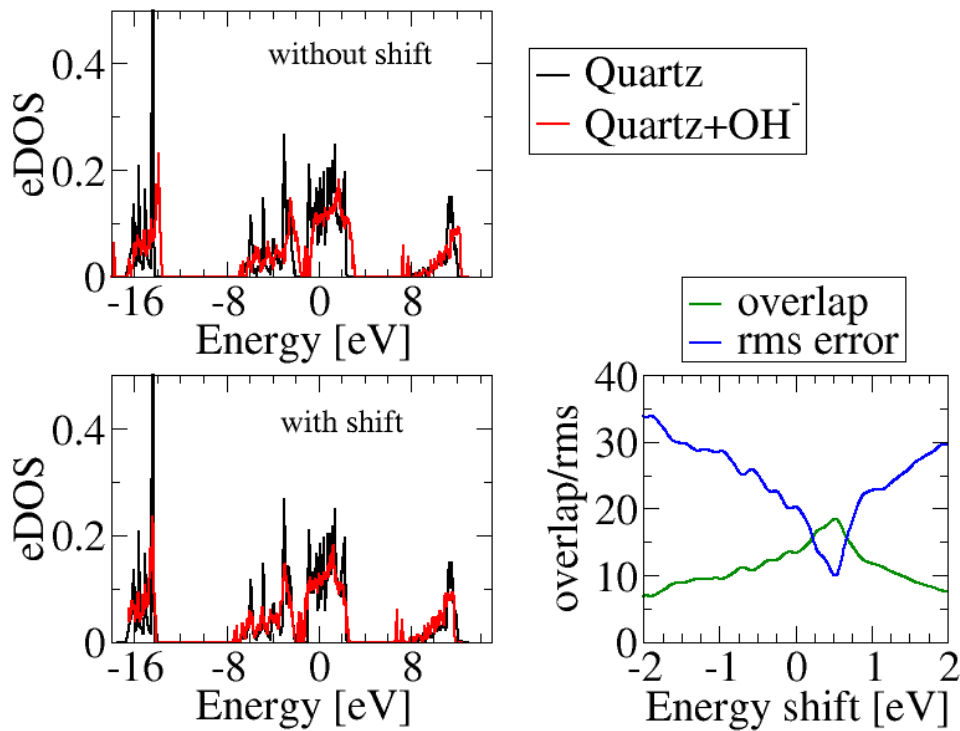 without shift
0.4
0.2
0
eDOS
-16 -8 0 8
Energy [eV]
Quartz
Quartz+OH⁻
with shift
0.4
0.2
0
eDOS
-16 -8 0 8
Energy [eV]
overlap
rms error
40
30
20
10
0
overlap/rms
-2 -1 0 1 2
Energy shift [eV]